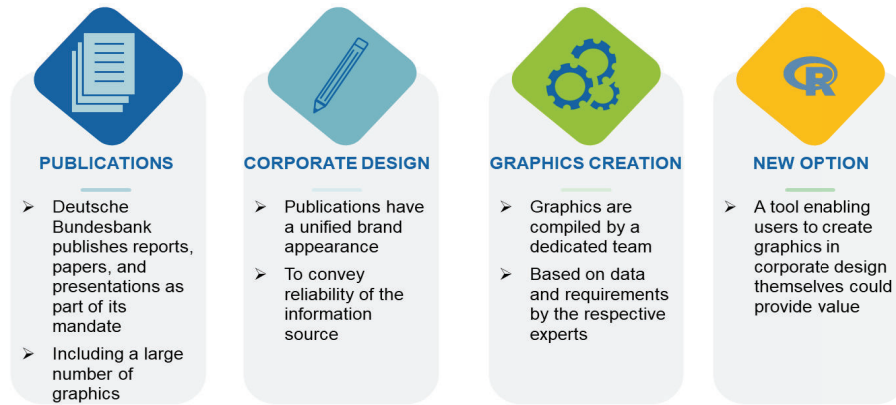 R
PUBLICATIONS
➢ Deutsche
Bundesbank
publishes reports,
papers, and
presentations as
part of its
mandate
➢ Including a large
number of
graphics
CORPORATE DESIGN
➢ Publications have
a unified brand
appearance
➢ To convey
reliability of the
information
source
GRAPHICS CREATION
➢ Graphics are
compiled by a
dedicated team
➢ Based on data
and requirements
by the respective
experts
NEW OPTION
➢ A tool enabling
users to create
graphics in
corporate design
themselves could
provide value